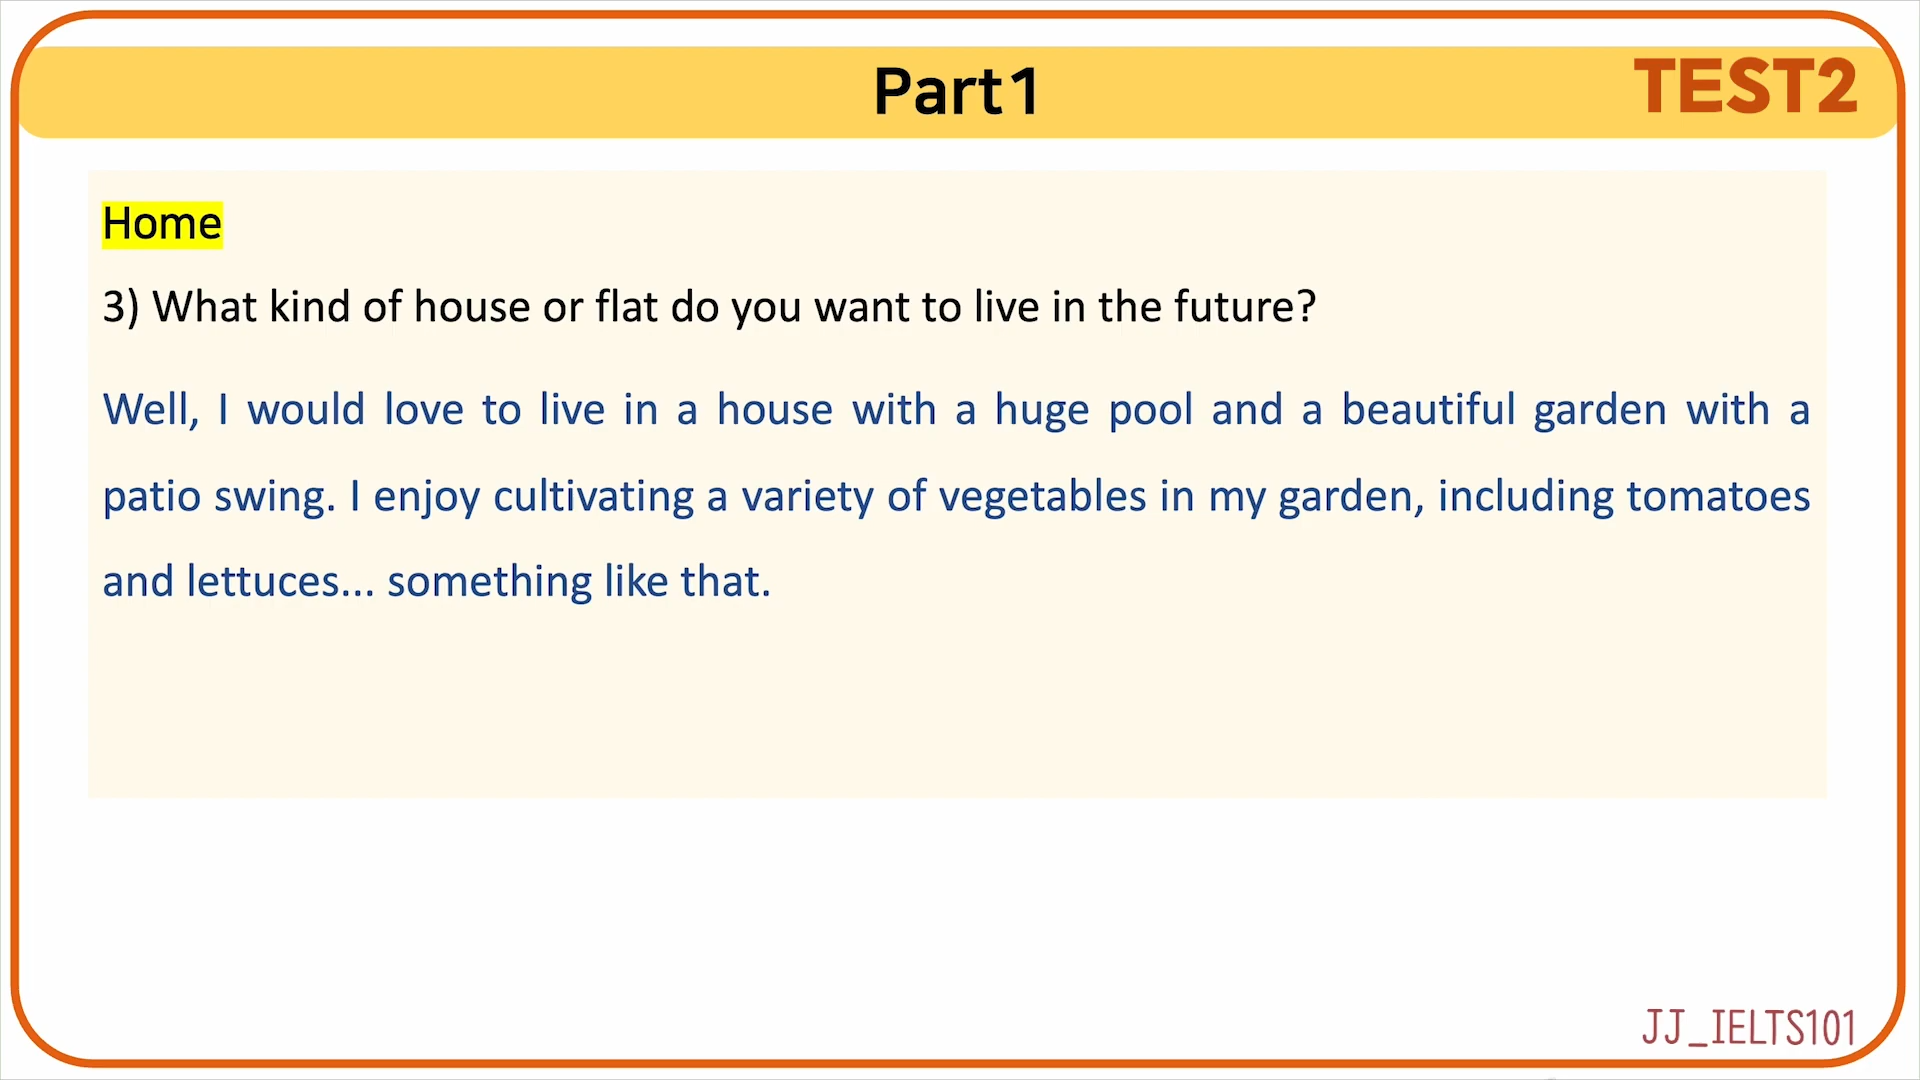 Part1
TEST2
Home
3) What kind of house or flat do you want to live in the future?
Well, I would love to live in a house with a huge pool and a beautiful garden with a
patio swing. I enjoy cultivating a variety of vegetables in my garden, including tomatoes
and lettuces... something like that.
JJ_IELTS101